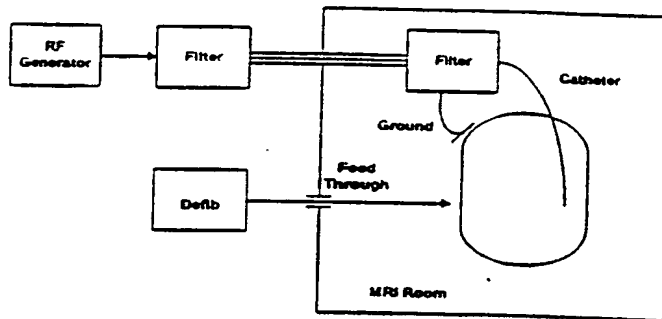 RF
Generator
Filter
Filter
Catheter
Ground
Feed
Through
Defib
MRI Room